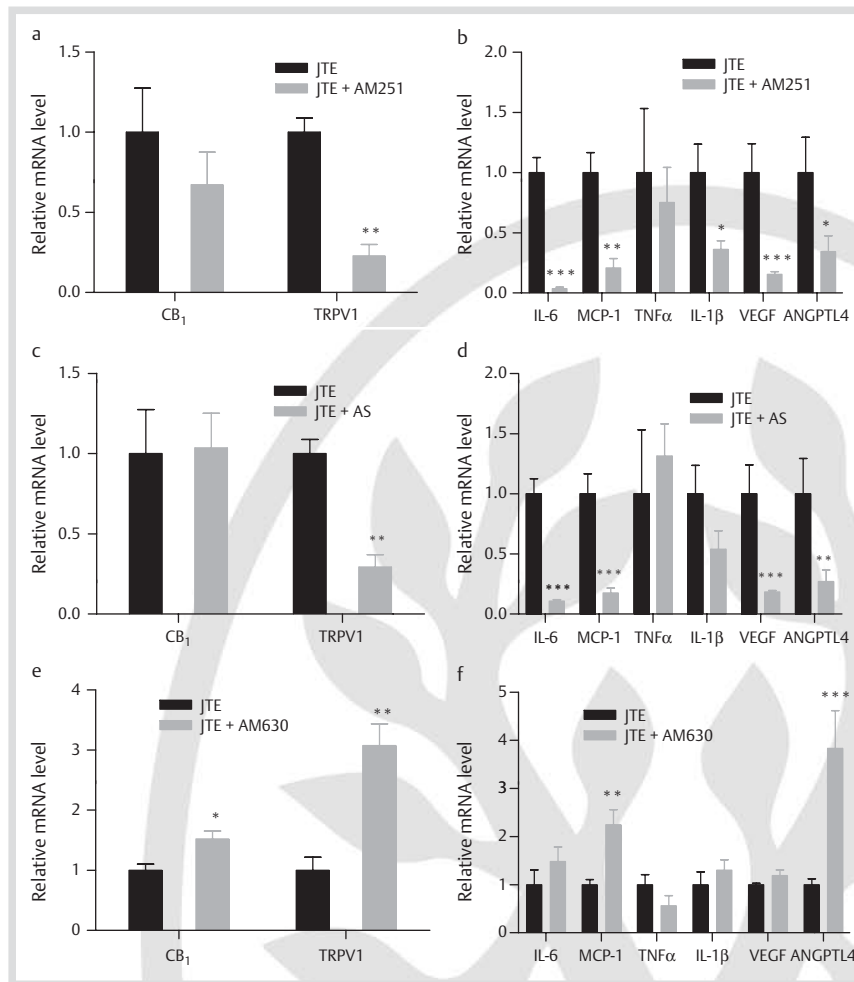 a
1.5
1.0
0.5
0.0
Relative mRNA level
JTE
JTE + AM251
**
CB₁ TRPV1
b
2.0
1.5
1.0
0.5
0.0
Relative mRNA level
JTE
JTE + AM251
*** ** * *** *
IL-6 MCP-1 TNFα IL-1β VEGF ANGPTL4
c
1.5
1.0
0.5
0.0
Relative mRNA level
JTE
JTE + AS
**
CB₁ TRPV1
d
2.0
1.5
1.0
0.5
0.0
Relative mRNA level
JTE
JTE + AS
*** *** *** **
IL-6 MCP-1 TNFα IL-1β VEGF ANGPTL4
e
4
3
2
1
0
Relative mRNA level
JTE
JTE + AM630
* **
CB₁ TRPV1
f
5
4
3
2
1
0
Relative mRNA level
JTE
JTE + AM630
** ***
IL-6 MCP-1 TNFα IL-1β VEGF ANGPTL4